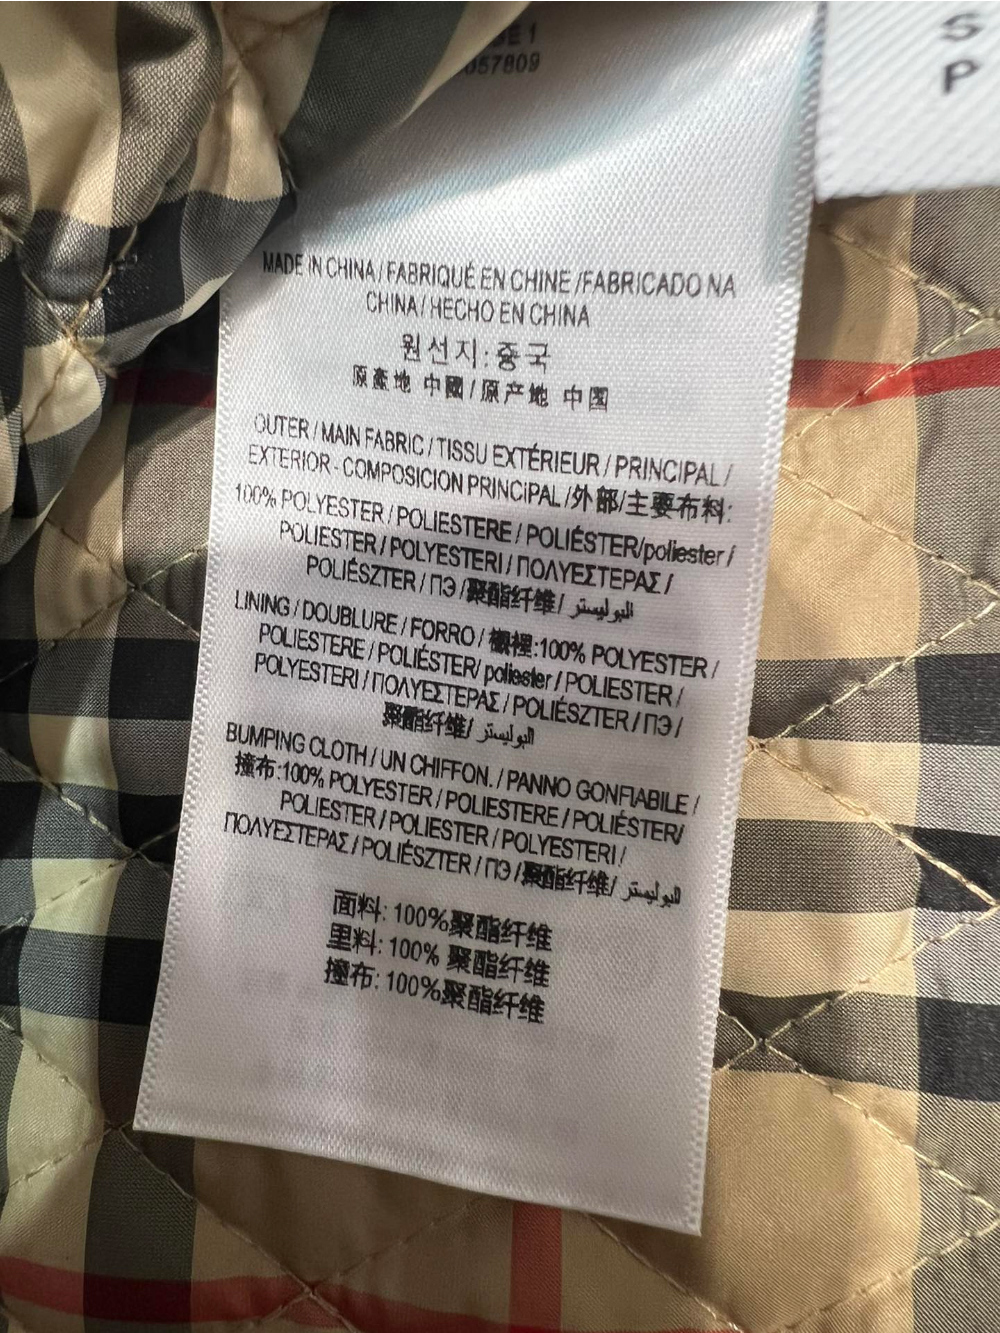 S
P
057809
MADE IN CHINA / FABRIQUÉ EN CHINE /FABRICADO NA
CHINA / HECHO EN CHINA
원선지: 중국
原產地 中國 / 原产地 中国
OUTER / MAIN FABRIC / TISSU EXTÉRIEUR / PRINCIPAL /
EXTERIOR - COMPOSICION PRINCIPAL /外部/主要布料:
100% POLYESTER / POLIESTERE / POLIÉSTER/poliester /
POLIESTER / POLYESTERI / ΠΟΛΥΕΣΤΕΡΑΣ /
POLIÉSZTER / ПЭ /聚酯纤维/ البوليستر
LINING / DOUBLURE / FORRO / 襯裡:100% POLYESTER /
POLIESTERE / POLIÉSTER/ poliester / POLIESTER /
POLYESTERI / ΠΟΛΥΕΣΤΕΡΑΣ / POLIÉSZTER / ПЭ /
聚酯纤维/ البوليستر
BUMPING CLOTH / UN CHIFFON. / PANNO GONFIABILE /
撞布:100% POLYESTER / POLIESTERE / POLIÉSTER/
POLIESTER / POLIESTER / POLYESTERI /
ΠΟΛΥΕΣΤΕΡΑΣ / POLIÉSZTER / ПЭ /聚酯纤维/ البوليستر
面料: 100%聚酯纤维
里料: 100% 聚酯纤维
撞布: 100%聚酯纤维